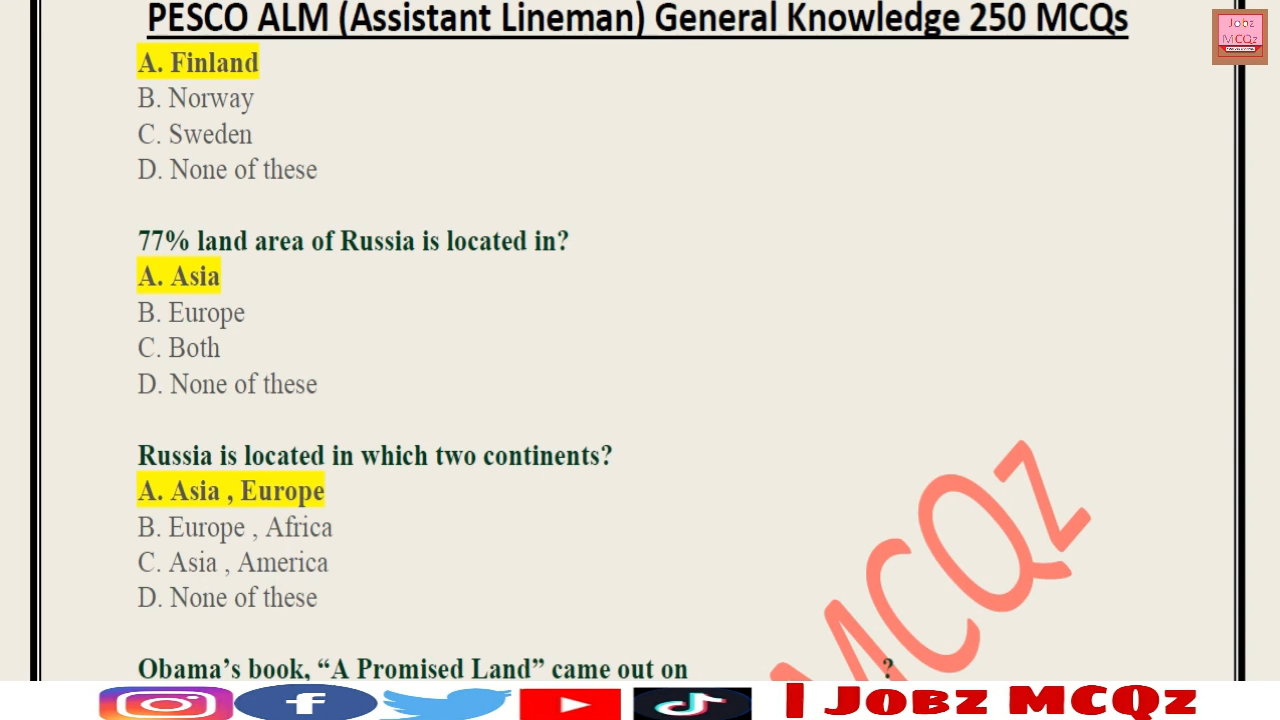 PESCO ALM (Assistant Lineman) General Knowledge 250 MCQs
Jobz
MCQz
A. Finland
B. Norway
C. Sweden
D. None of these
77% land area of Russia is located in?
A. Asia
B. Europe
C. Both
D. None of these
Russia is located in which two continents?
A. Asia , Europe
B. Europe , Africa
C. Asia , America
D. None of these
Obama’s book, “A Promised Land” came out on ?
MCQz
| Jobz MCQz